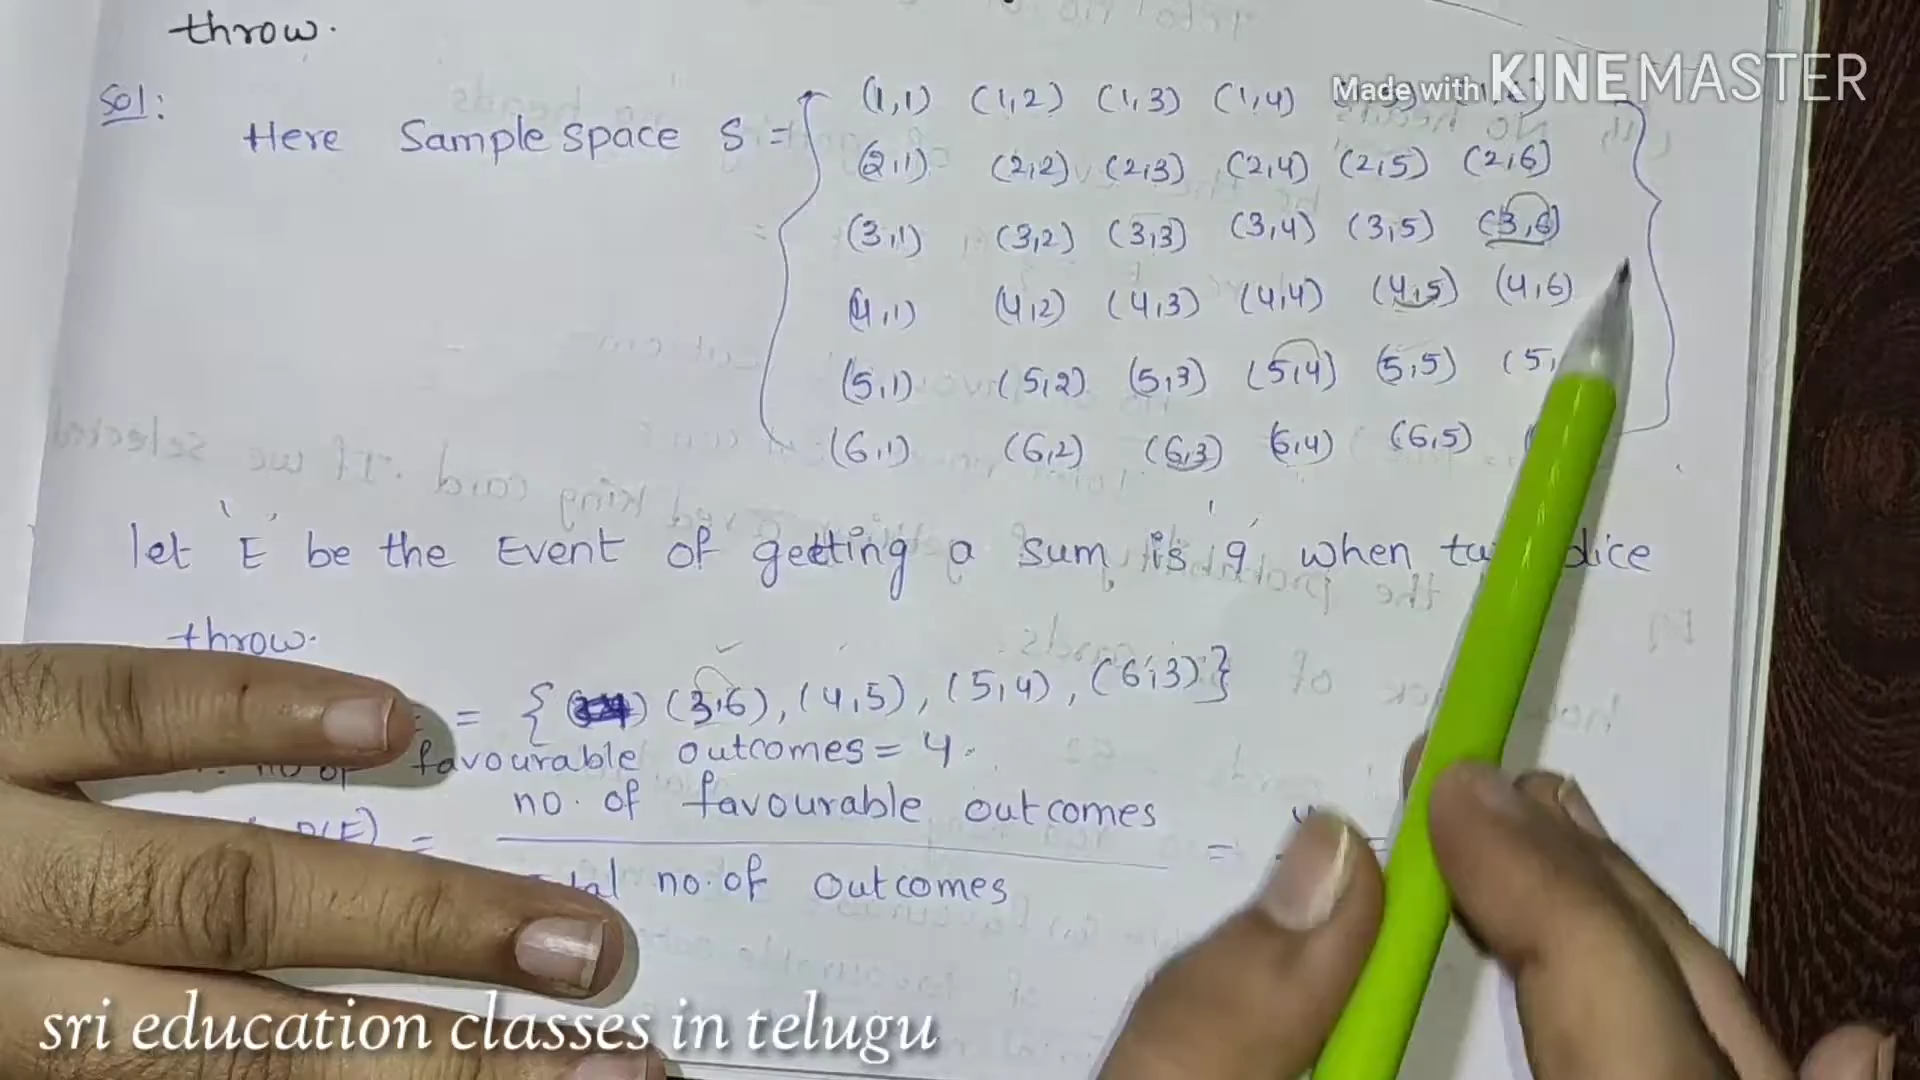 throw.
Made with KINEMASTER
Sol:
(1,1) (1,2) (1,3) (1,4)
Here Sample space S =
(2,1) (2,2) (2,3) (2,4) (2,5) (2,6)
(3,1) (3,2) (3,3) (3,4) (3,5) (3,6)
(4,1) (4,2) (4,3) (4,4) (4,5) (4,6)
(5,1) (5,2) (5,3) (5,4) (5,5) (5,
(6,1) (6,2) (6,3) (6,4) (6,5)
let 'E' be the Event of getting a sum is '9' when dice
throw.
= { (3,6), (4,5), (5,4), (6,3) }
no of favourable outcomes = 4.
P(E) = no. of favourable outcomes =
no. of outcomes
sri education classes in telugu